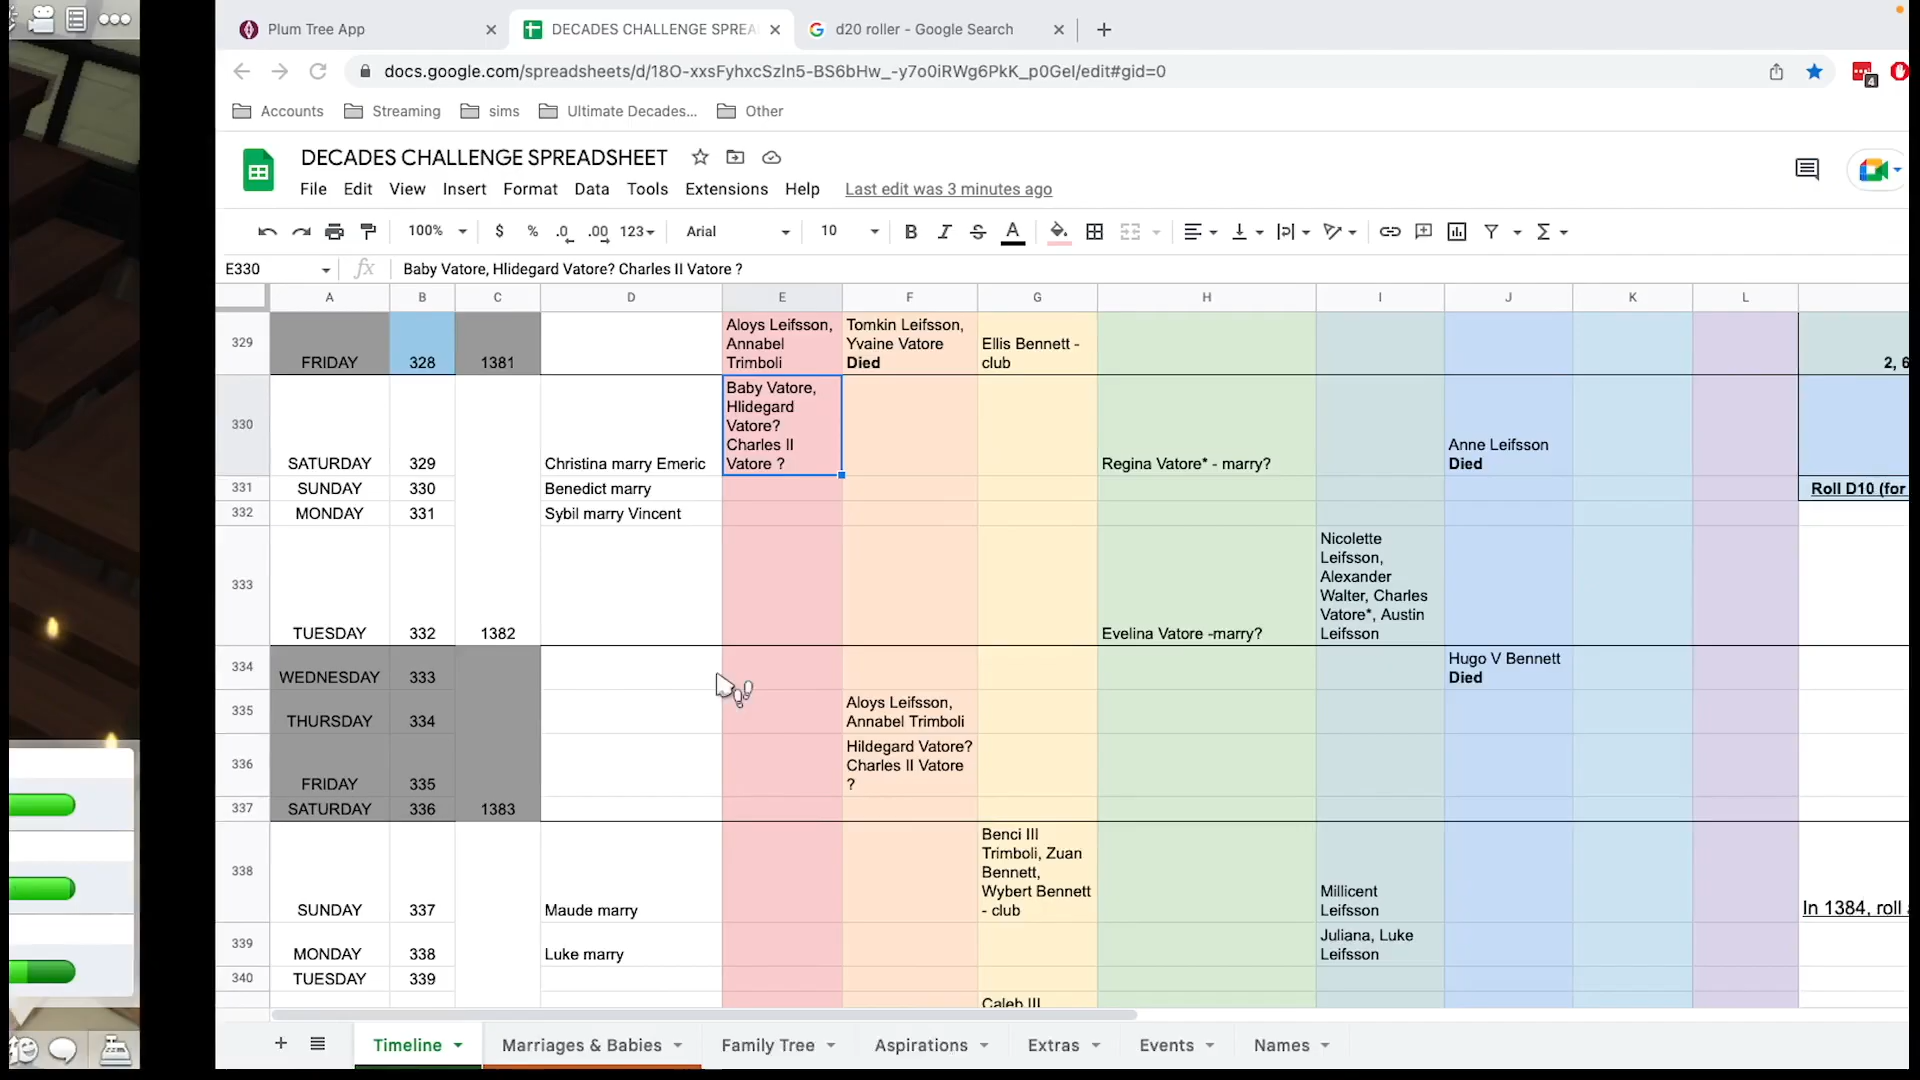 Plum Tree App
DECADES CHALLENGE SPREA
d20 roller - Google Search
docs.google.com/spreadsheets/d/18O-xxsFyhxcSzIn5-BS6bHw_-y7o0iRWg6PkK_p0GeI/edit#gid=0
4
Accounts
Streaming
sims
Ultimate Decades...
Other
DECADES CHALLENGE SPREADSHEET
File Edit View Insert Format Data Tools Extensions Help Last edit was 3 minutes ago
100% $ % .0 .00 123 Arial 10 B I S A
E330 fx Baby Vatore, Hlidegard Vatore? Charles II Vatore ?
A B C D E F G H I J K L
329 FRIDAY 328 1381
Aloys Leifsson,
Annabel
Trimboli
Tomkin Leifsson,
Yvaine Vatore
Died
Ellis Bennett -
club
2, 6
330 SATURDAY 329 Christina marry Emeric
Baby Vatore,
Hlidegard
Vatore?
Charles II
Vatore ?
Regina Vatore* - marry?
Anne Leifsson
Died
331 SUNDAY 330 Benedict marry
Roll D10 (for
332 MONDAY 331 Sybil marry Vincent
333 TUESDAY 332 1382
Evelina Vatore -marry?
Nicolette
Leifsson,
Alexander
Walter, Charles
Vatore*, Austin
Leifsson
334 WEDNESDAY 333
Hugo V Bennett
Died
335 THURSDAY 334
Aloys Leifsson,
Annabel Trimboli
336 FRIDAY 335
Hildegard Vatore?
Charles II Vatore
?
337 SATURDAY 336 1383
338 SUNDAY 337 Maude marry
Benci III
Trimboli, Zuan
Bennett,
Wybert Bennett
- club
Millicent
Leifsson
In 1384, roll
339 MONDAY 338 Luke marry
Juliana, Luke
Leifsson
340 TUESDAY 339
Caleb III
Timeline Marriages & Babies Family Tree Aspirations Extras Events Names